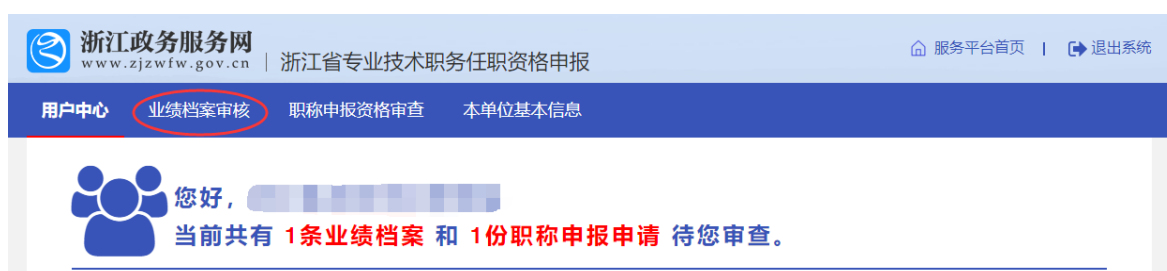 浙江政务服务网
www.zjzwfw.gov.cn | 浙江省专业技术职务任职资格申报
服务平台首页 | 退出系统
用户中心 业绩档案审核 职称申报资格审查 本单位基本信息
您好，
当前共有 1条业绩档案 和 1份职称申报申请 待您审查。